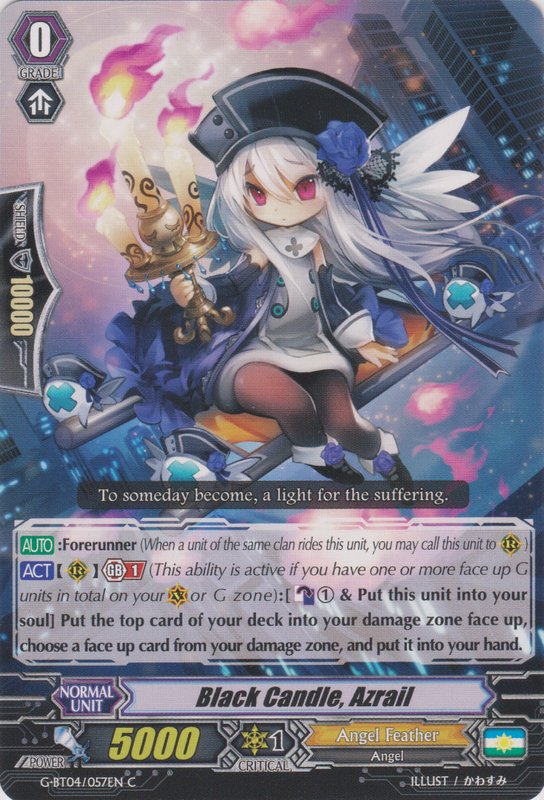 0
GRADE
SHIELD 10000
To someday become, a light for the suffering.
AUTO :Forerunner (When a unit of the same clan rides this unit, you may call this unit to R )
ACT【 R 】GB 1 (This ability is active if you have one or more face up G
units in total on your V or G zone):[ 1 & Put this unit into your
soul] Put the top card of your deck into your damage zone face up,
choose a face up card from your damage zone, and put it into your hand.
NORMAL
UNIT
Black Candle, Azrail
POWER 5000
1
CRITICAL
Angel Feather
Angel
G-BT04/057EN C
ILLUST / かわすみ